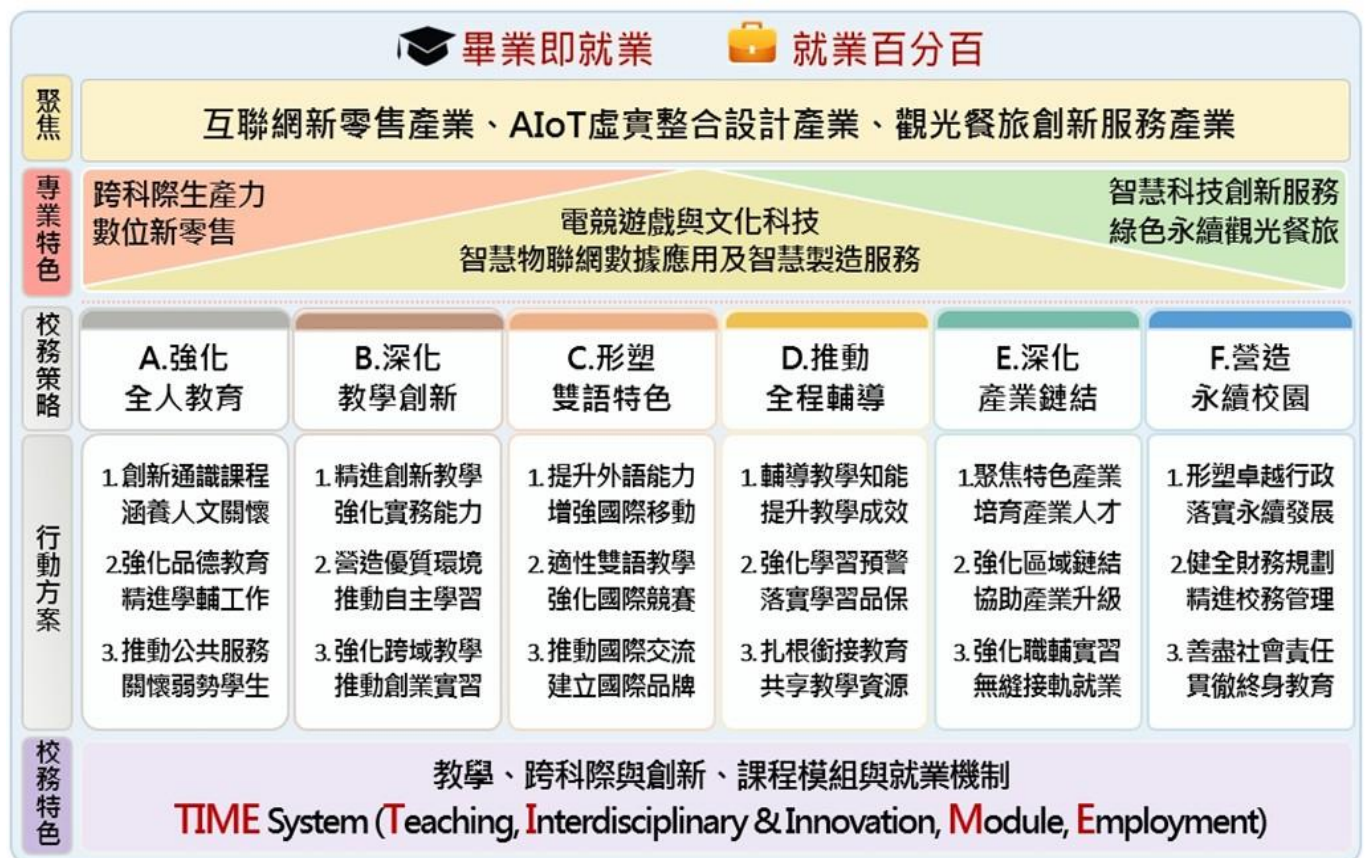 畢業即就業 就業百分百
聚焦
互聯網新零售產業、AIoT虛實整合設計產業、觀光餐旅創新服務產業
專業特色
跨科際生產力
數位新零售
電競遊戲與文化科技
智慧物聯網數據應用及智慧製造服務
智慧科技創新服務
綠色永續觀光餐旅
校務策略
A.強化
全人教育
B.深化
教學創新
C.形塑
雙語特色
D.推動
全程輔導
E.深化
產業鏈結
F.營造
永續校園
行動方案
1.創新通識課程
涵養人文關懷
2.強化品德教育
精進學輔工作
3.推動公共服務
關懷弱勢學生
1.精進創新教學
強化實務能力
2.營造優質環境
推動自主學習
3.強化跨域教學
推動創業實習
1.提升外語能力
增強國際移動
2.適性雙語教學
強化國際競賽
3.推動國際交流
建立國際品牌
1.輔導教學知能
提升教學成效
2.強化學習預警
落實學習品保
3.扎根銜接教育
共享教學資源
1.聚焦特色產業
培育產業人才
2.強化區域鏈結
協助產業升級
3.強化職輔實習
無縫接軌就業
1.形塑卓越行政
落實永續發展
2.健全財務規劃
精進校務管理
3.善盡社會責任
貫徹終身教育
校務特色
教學、跨科際與創新、課程模組與就業機制
TIME System (Teaching, Interdisciplinary & Innovation, Module, Employment)